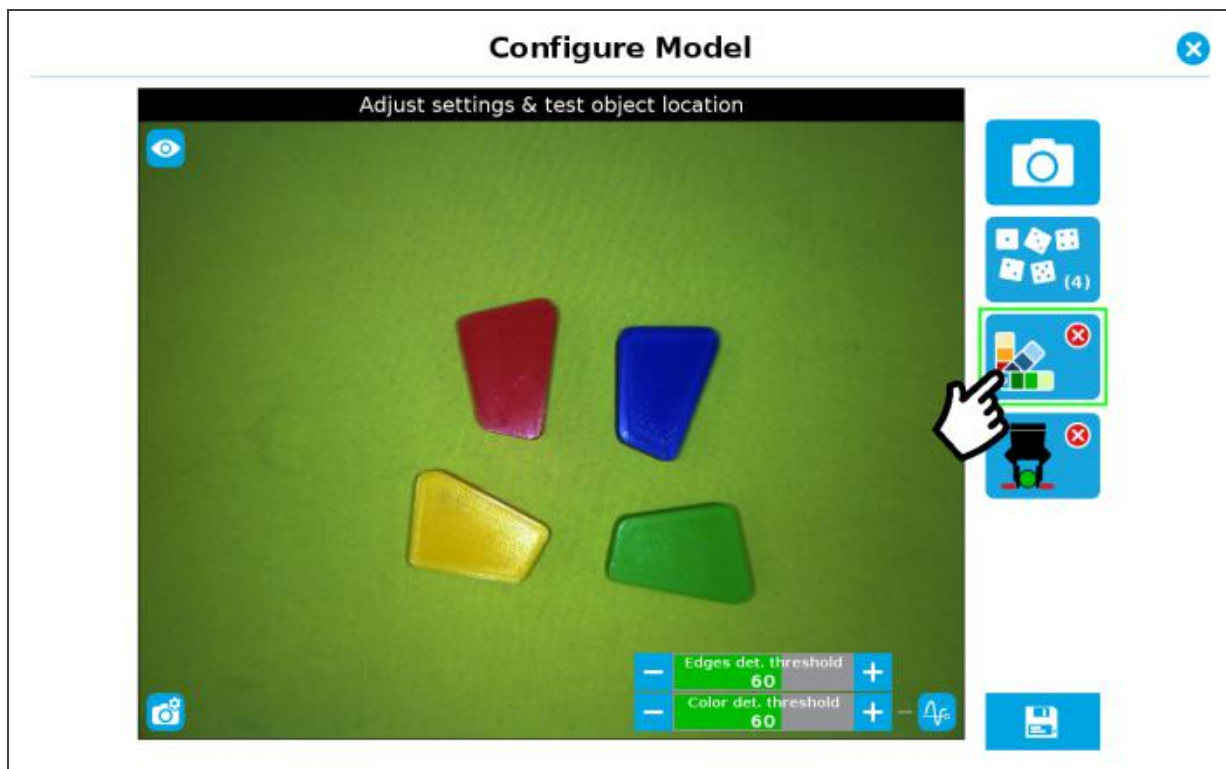 Configure Model
Adjust settings & test object location
(4)
Edges det. threshold
60
Color det. threshold
60